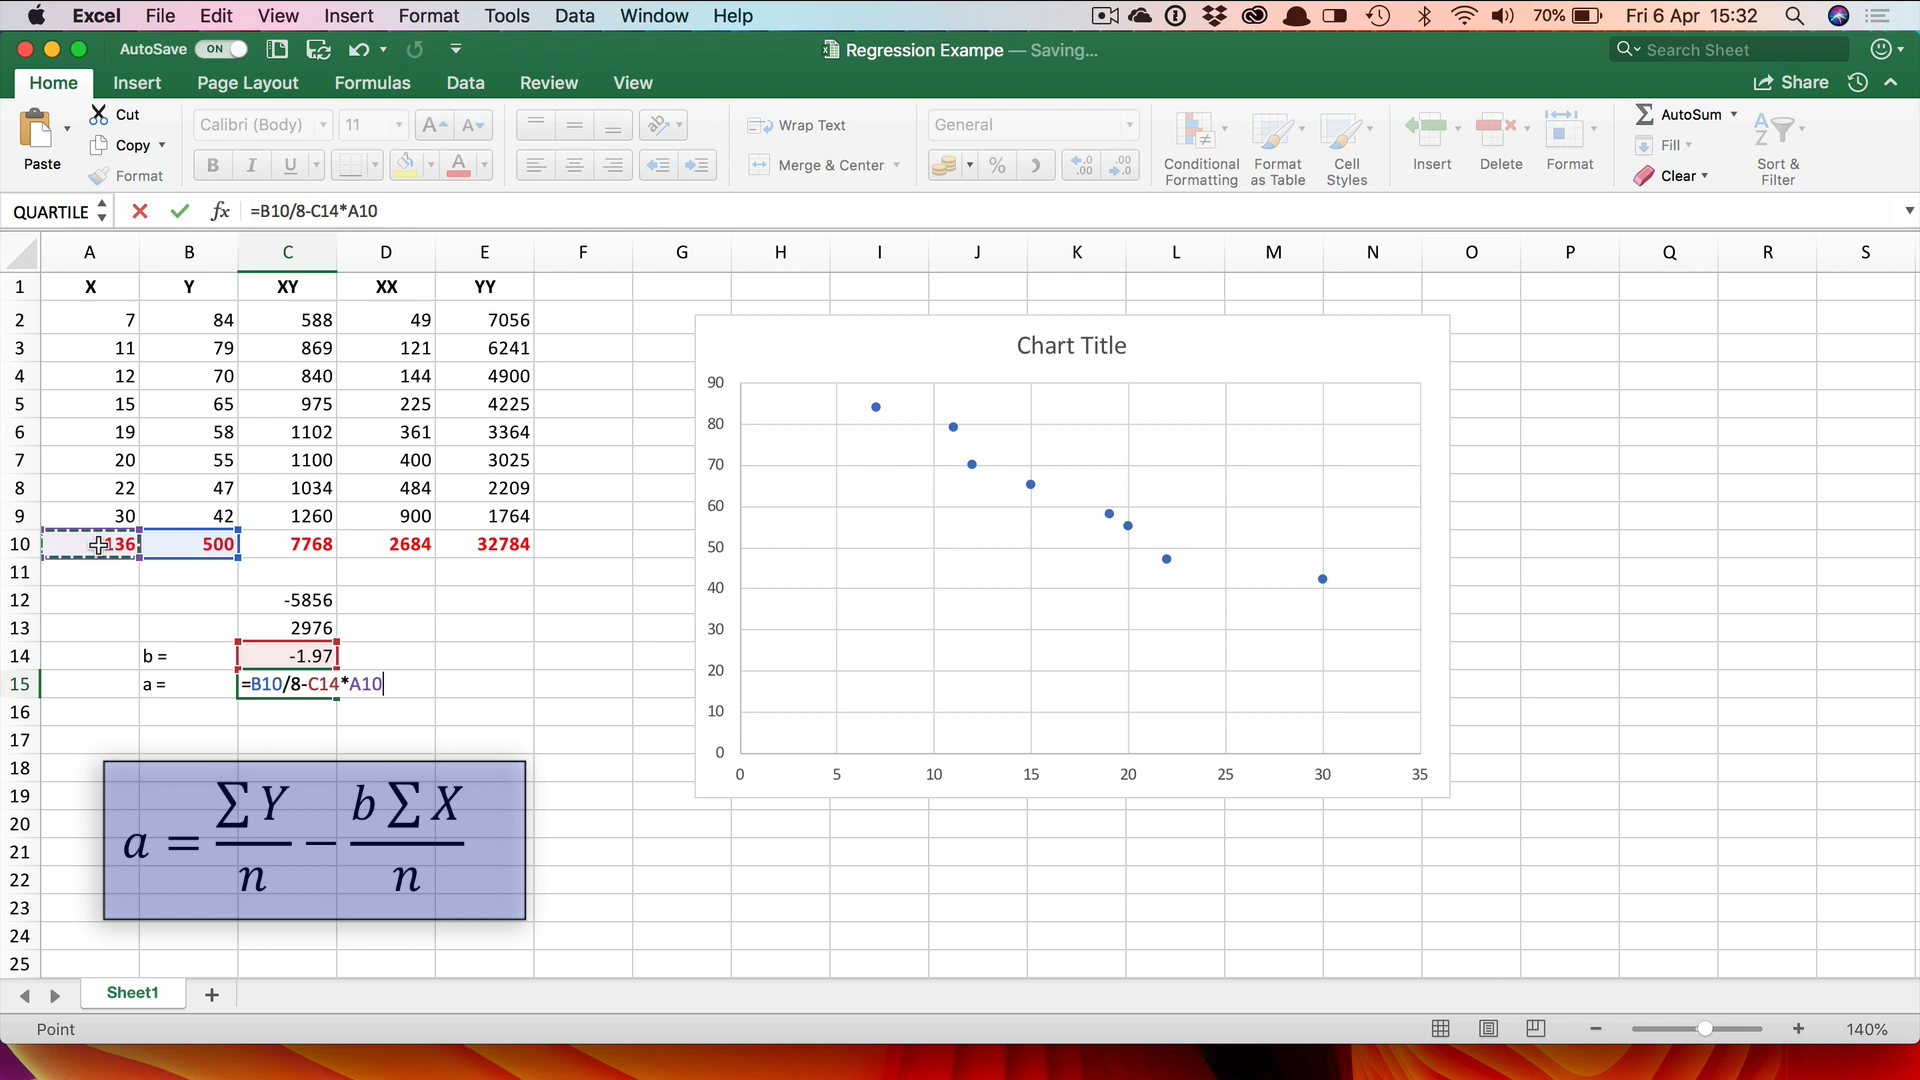 Excel File Edit View Insert Format Tools Data Window Help 70% Fri 6 Apr 15:32
AutoSave ON Regression Exampe — Saving... Search Sheet
Home Insert Page Layout Formulas Data Review View Share
Paste Cut Copy Format
Calibri (Body) 11 A A
B I U A
Wrap Text
Merge & Center
General
% .0 .00 .00 .0
Conditional Formatting
Format as Table
Cell Styles
Insert Delete Format
AutoSum
Fill
Clear
Sort & Filter
QUARTILE fx =B10/8-C14*A10
A B C D E F G H I J K L M N O P Q R S
1 X Y XY XX YY
2 7 84 588 49 7056
3 11 79 869 121 6241
4 12 70 840 144 4900
5 15 65 975 225 4225
6 19 58 1102 361 3364
7 20 55 1100 400 3025
8 22 47 1034 484 2209
9 30 42 1260 900 1764
10 136 500 7768 2684 32784
11
12 -5856
13 2976
14 b = -1.97
15 a = =B10/8-C14*A10
16
17
18
19
20
21
22
23
24
25
a = ∑Y/n − b∑X/n
Chart Title
90
80
70
60
50
40
30
20
10
0
0 5 10 15 20 25 30 35
Sheet1 +
Point 140%